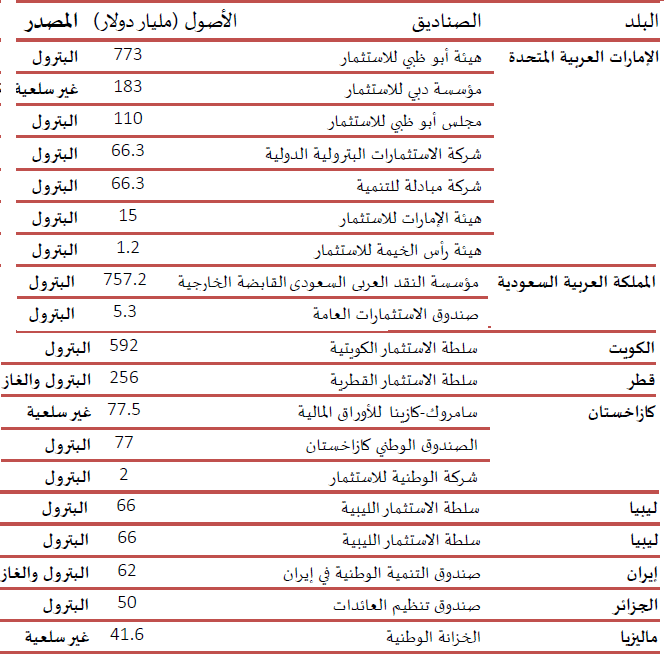 البلد الصناديق الأصول (مليار دولار) المصدر
الإمارات العربية المتحدة هيئة أبو ظبي للاستثمار 773 البترول
مؤسسة دبي للاستثمار 183 غير سلعية
مجلس أبو ظبي للاستثمار 110 البترول
شركة الاستثمارات البترولية الدولية 66.3 البترول
شركة مبادلة للتنمية 66.3 البترول
هيئة الإمارات للاستثمار 15 البترول
هيئة رأس الخيمة للاستثمار 1.2 البترول
المملكة العربية السعودية مؤسسة النقد العربى السعودى القابضة الخارجية 757.2 البترول
صندوق الاستثمارات العامة 5.3 البترول
الكويت سلطة الاستثمار الكويتية 592 البترول
قطر سلطة الاستثمار القطرية 256 البترول والغاز
كازاخستان سامروك-كازينا للأوراق المالية 77.5 غير سلعية
الصندوق الوطني كازاخستان 77 البترول
شركة الوطنية للاستثمار 2 البترول
ليبيا سلطة الاستثمار الليبية 66 البترول
ليبيا سلطة الاستثمار الليبية 66 البترول
إيران صندوق التنمية الوطنية في إيران 62 البترول والغاز
الجزائر صندوق تنظيم العائدات 50 البترول
ماليزيا الخزانة الوطنية 41.6 غير سلعية